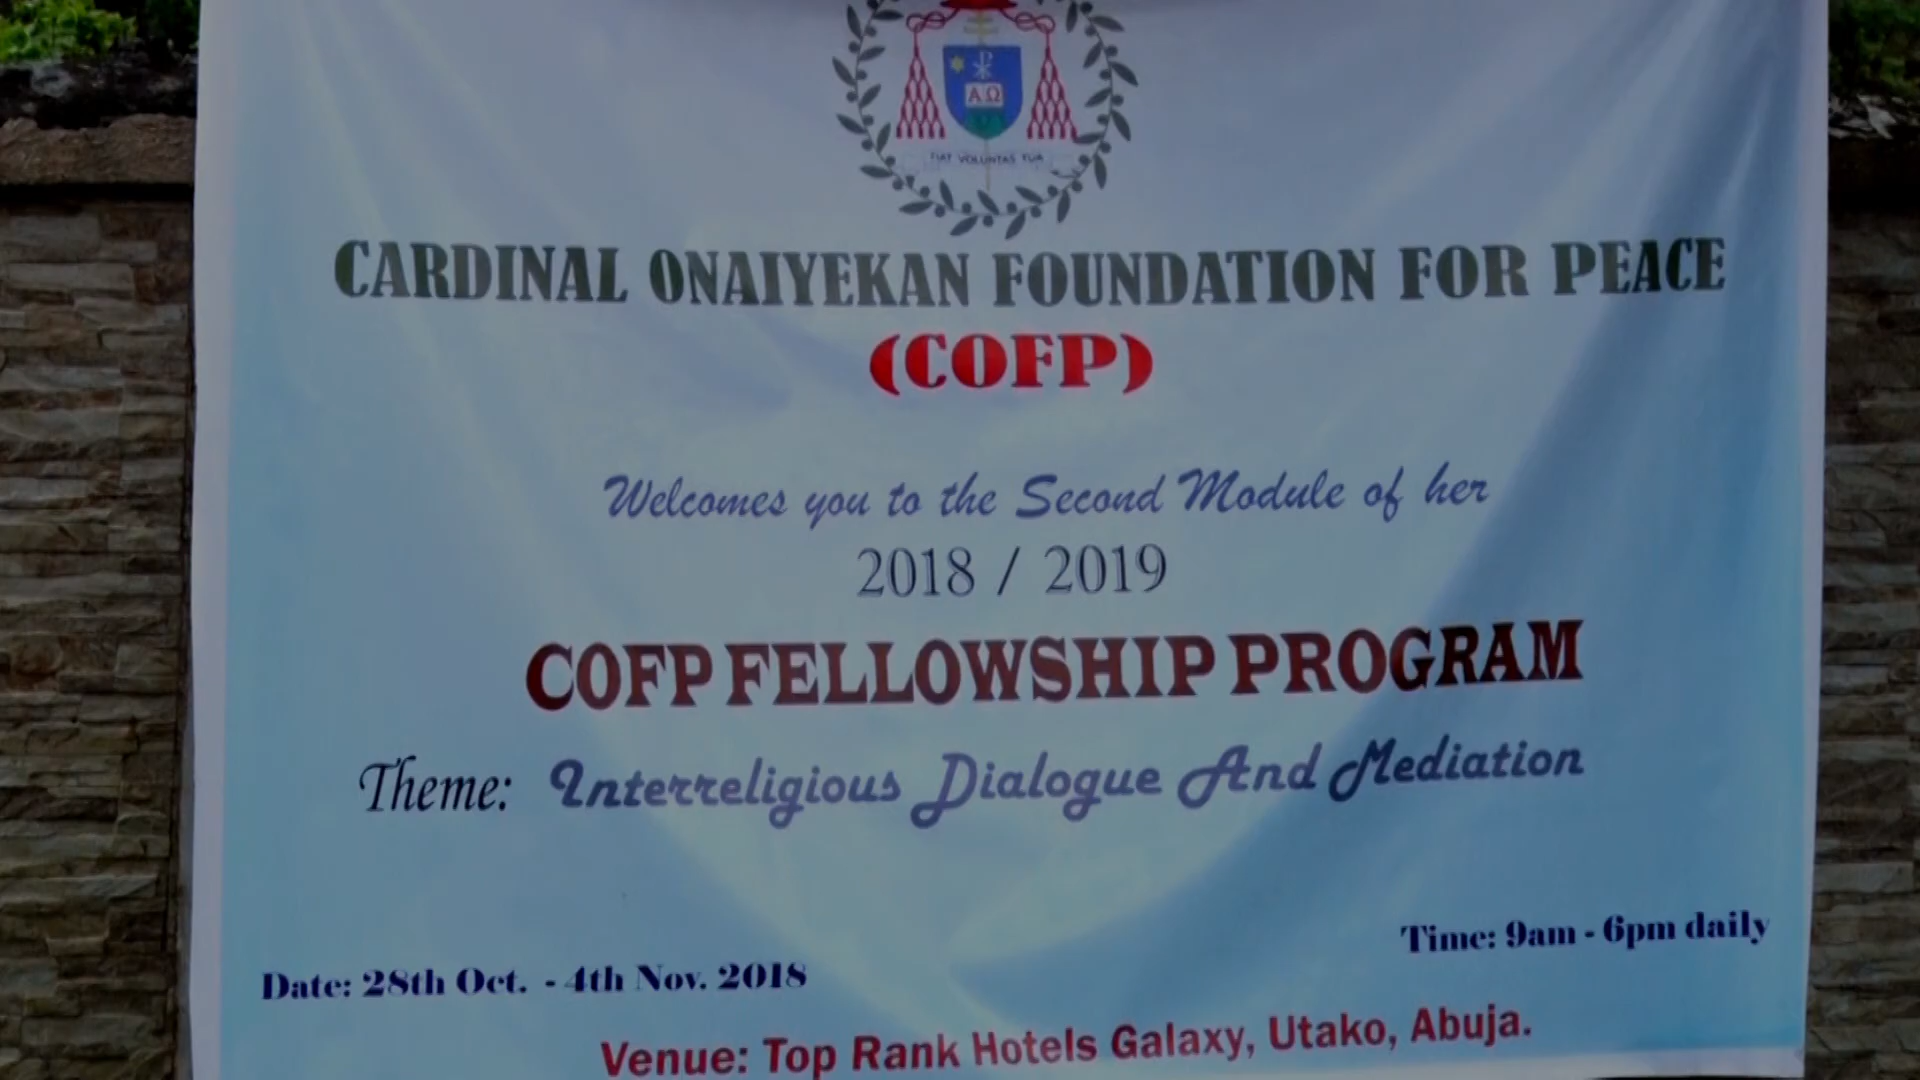 ΑΩ
FIAT VOLUNTAS TUA
CARDINAL ONAIYEKAN FOUNDATION FOR PEACE
(COFP)
Welcomes you to the Second Module of her
2018 / 2019
COFP FELLOWSHIP PROGRAM
Theme: Interreligious Dialogue And Mediation
Time: 9am - 6pm daily
Date: 28th Oct. - 4th Nov. 2018
Venue: Top Rank Hotels Galaxy, Utako, Abuja.